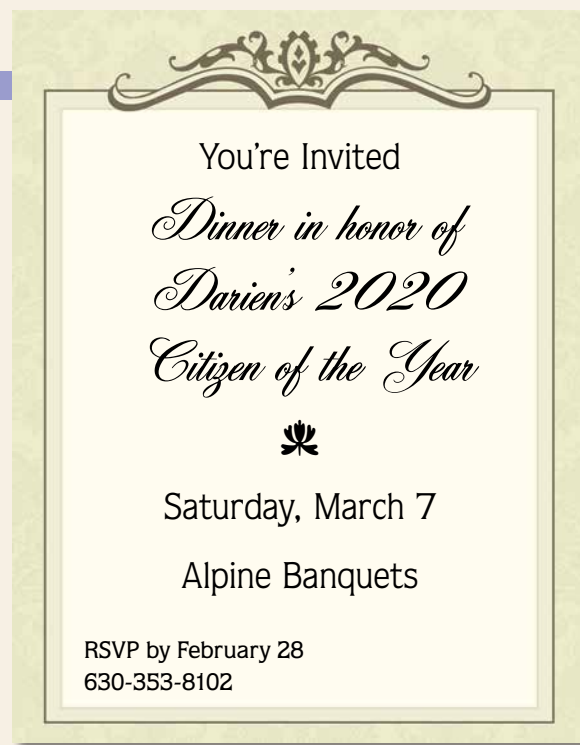 You're Invited
Dinner in honor of
Darien's 2020
Citizen of the Year
Saturday, March 7
Alpine Banquets
RSVP by February 28
630-353-8102